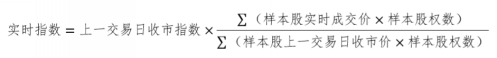 实时指数=上一交易日收市指数×
∑（样本股实时成交价×样本股权数）
∑（样本股上一交易日收市价×样本股权数）